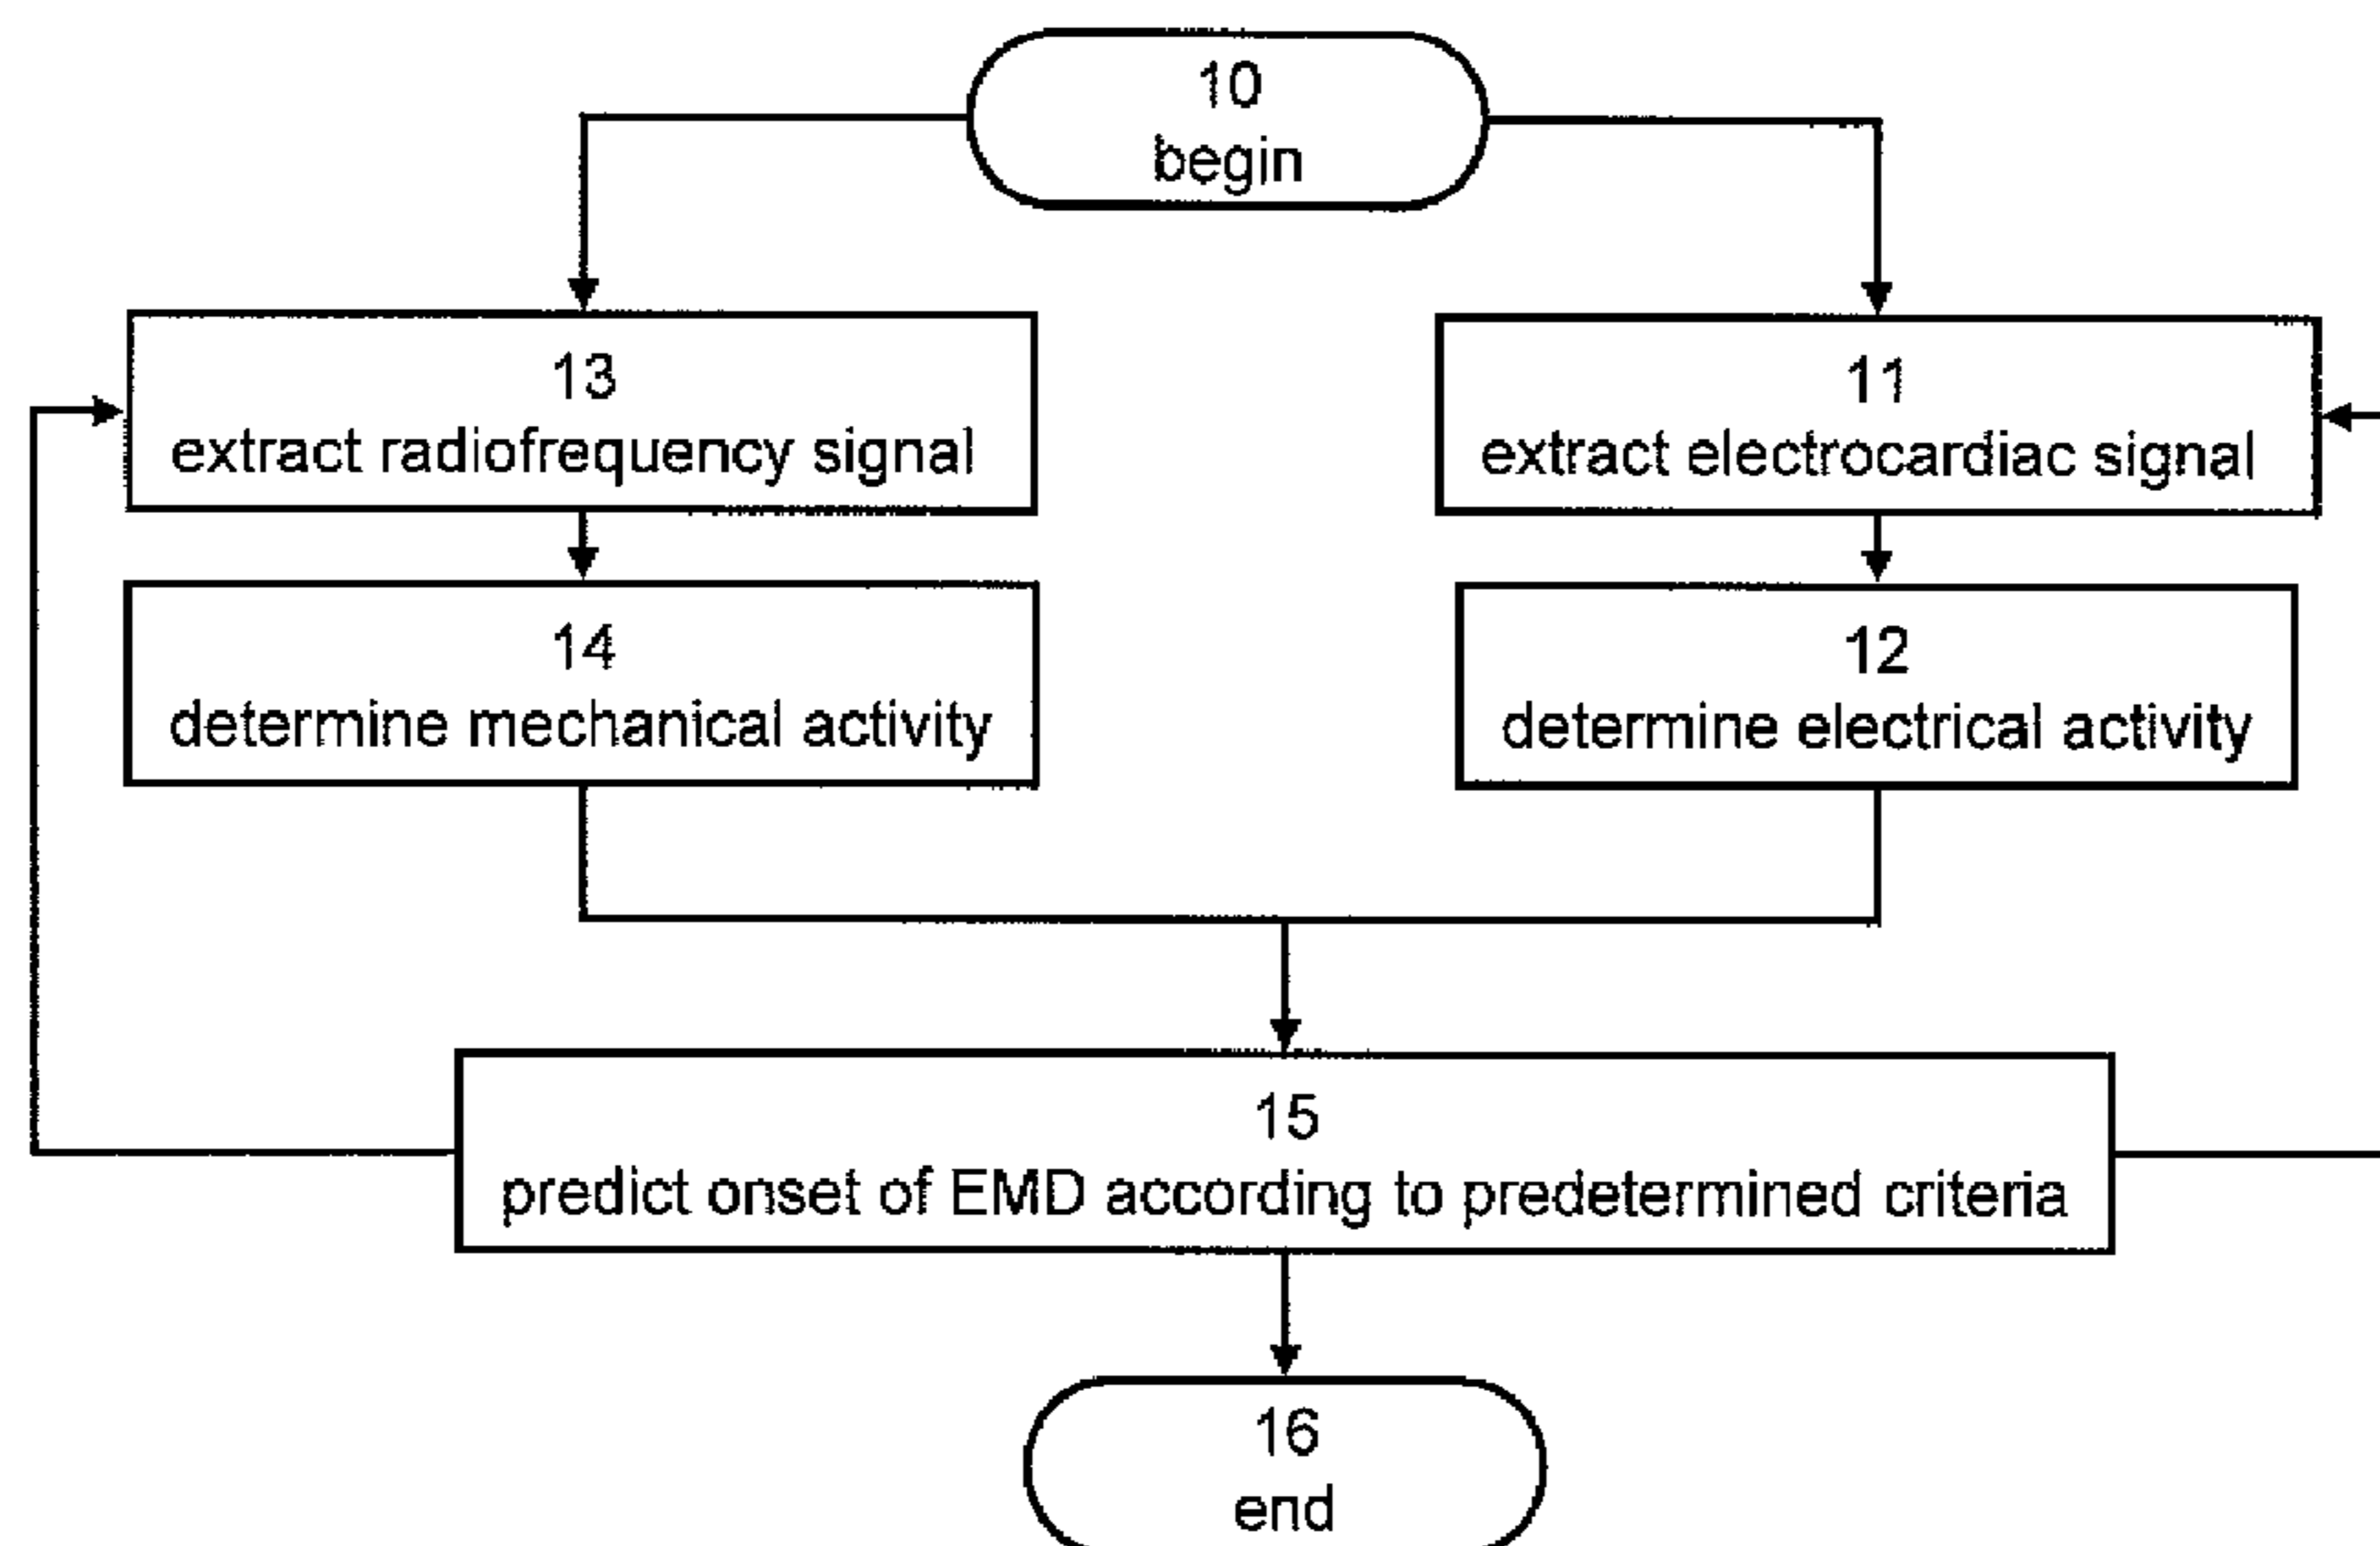 10
begin
13
extract radiofrequency signal
11
extract electrocardiac signal
14
determine mechanical activity
12
determine electrical activity
15
predict onset of EMD according to predetermined criteria
16
end